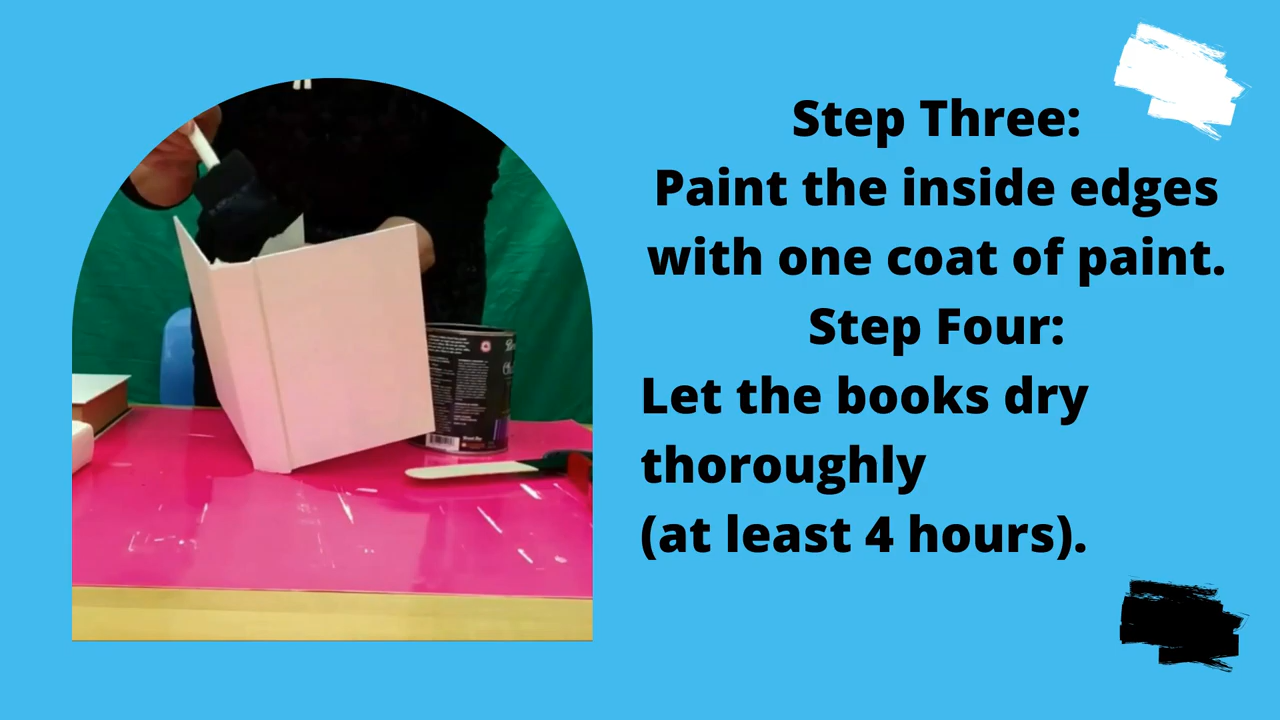 Step Three:
Paint the inside edges
with one coat of paint.
Step Four:
Let the books dry
thoroughly
(at least 4 hours).